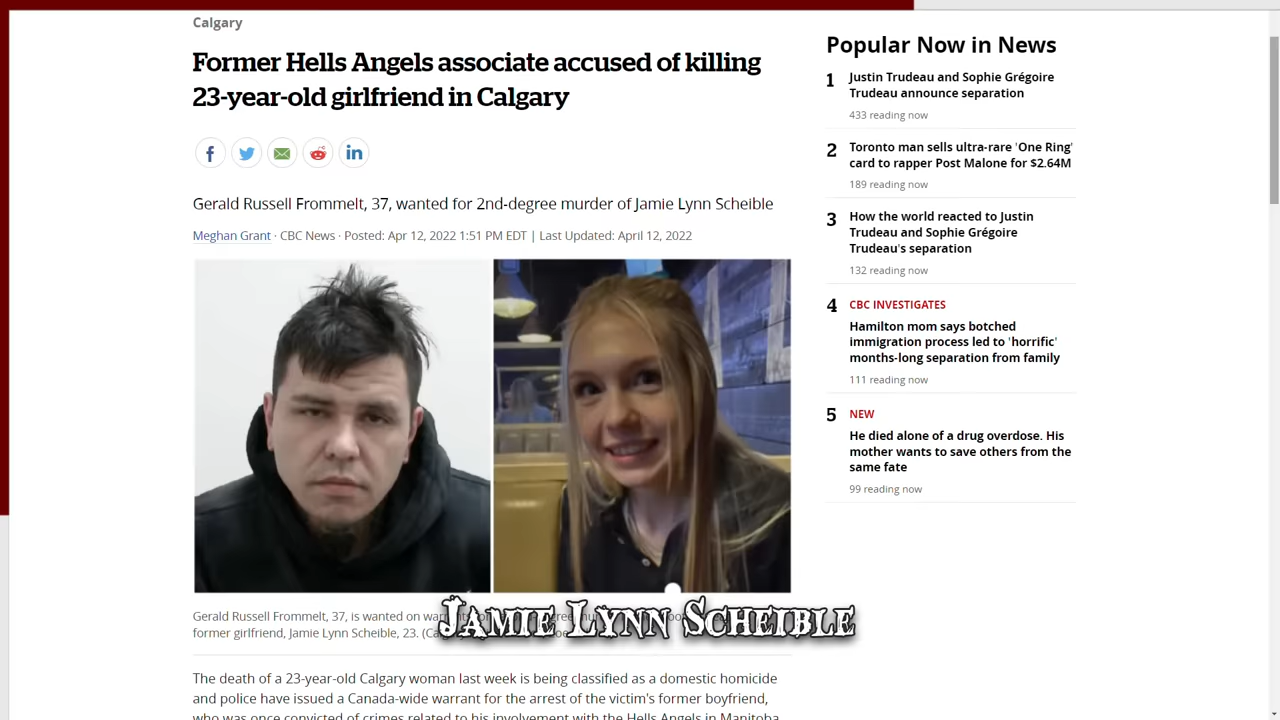 Calgary
Former Hells Angels associate accused of killing
23-year-old girlfriend in Calgary
Gerald Russell Frommelt, 37, wanted for 2nd-degree murder of Jamie Lynn Scheible
Meghan Grant · CBC News · Posted: Apr 12, 2022 1:51 PM EDT | Last Updated: April 12, 2022
Gerald Russell Frommelt, 37, is wanted on
former girlfriend, Jamie Lynn Scheible, 23.
Jamie Lynn Scheible
The death of a 23-year-old Calgary woman last week is being classified as a domestic homicide
and police have issued a Canada-wide warrant for the arrest of the victim's former boyfriend,
who was once convicted of crimes related to his involvement with the Hells Angels in Manitoba
Popular Now in News
1 Justin Trudeau and Sophie Grégoire
Trudeau announce separation
433 reading now
2 Toronto man sells ultra-rare 'One Ring'
card to rapper Post Malone for $2.64M
189 reading now
3 How the world reacted to Justin
Trudeau and Sophie Grégoire
Trudeau's separation
132 reading now
4 CBC INVESTIGATES
Hamilton mom says botched
immigration process led to 'horrific'
months-long separation from family
111 reading now
5 NEW
He died alone of a drug overdose. His
mother wants to save others from the
same fate
99 reading now